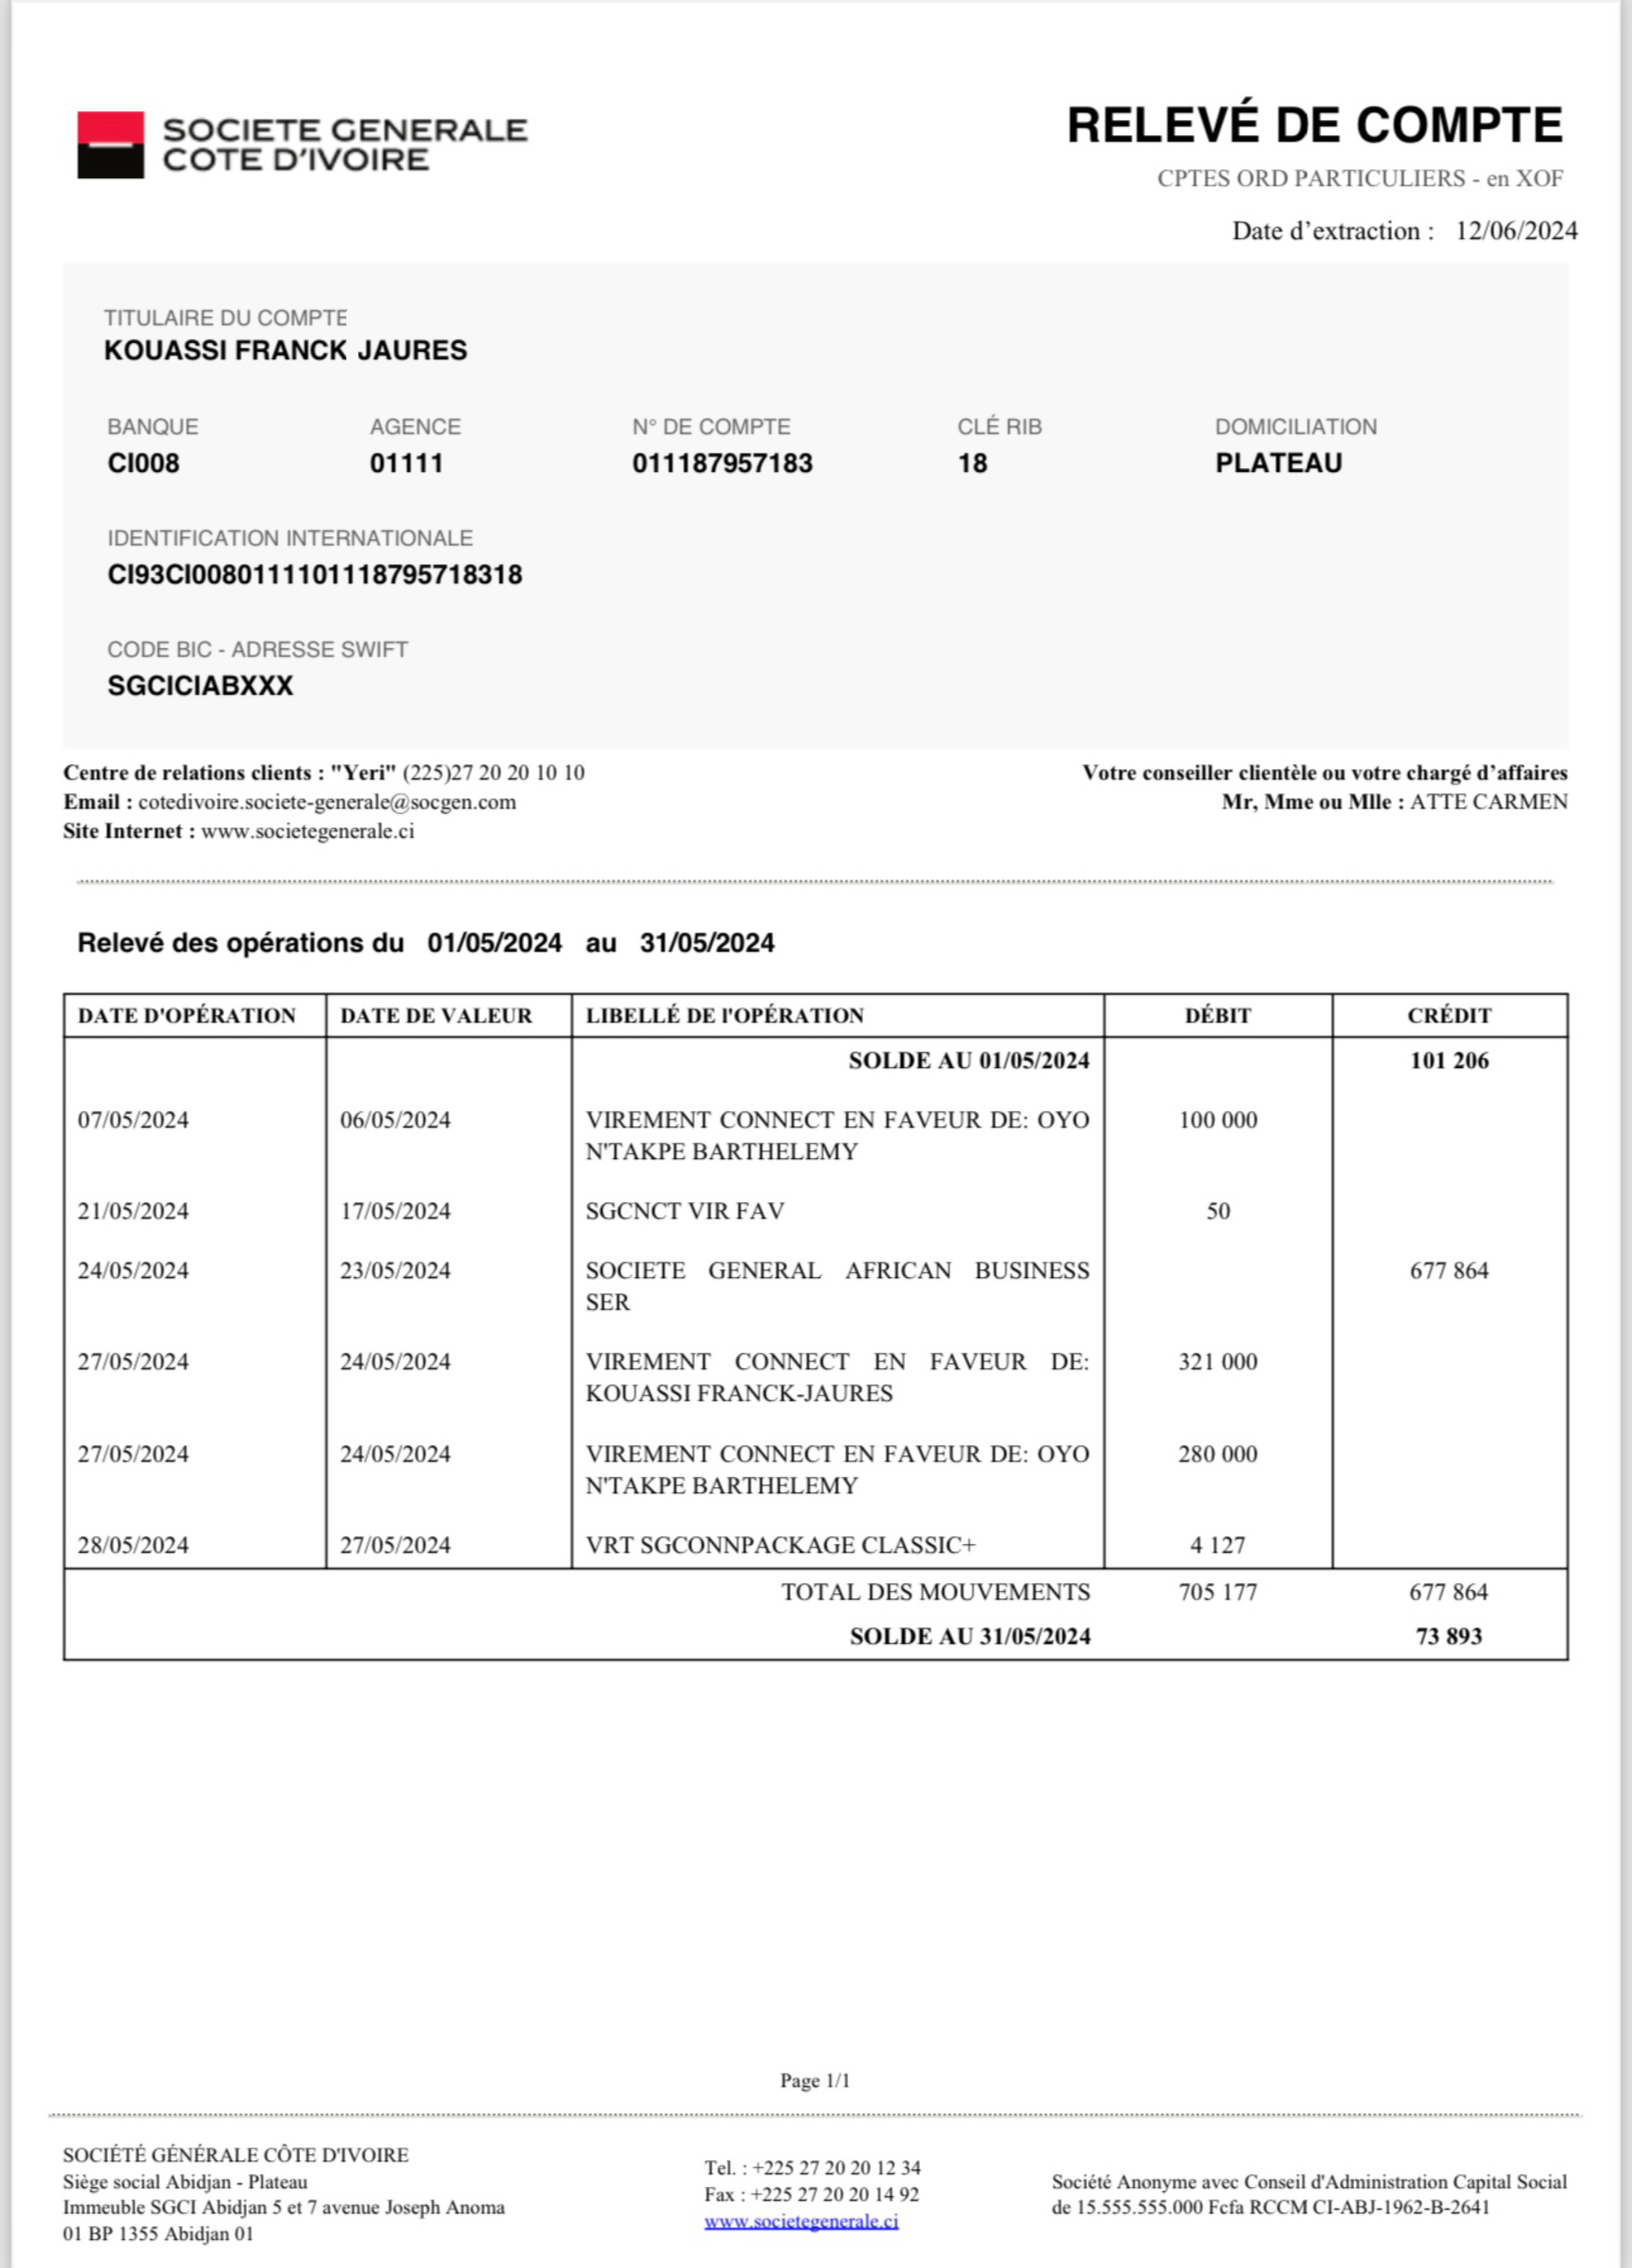 SOCIETE GENERALE
COTE D'IVOIRE
RELEVÉ DE COMPTE
CPTES ORD PARTICULIERS - en XOF
Date d'extraction : 12/06/2024
TITULAIRE DU COMPTE
KOUASSI FRANCK JAURES
BANQUE AGENCE N° DE COMPTE CLÉ RIB DOMICILIATION
CI008 01111 011187957183 18 PLATEAU
IDENTIFICATION INTERNATIONALE
CI93CI0080111101118795718318
CODE BIC - ADRESSE SWIFT
SGCICIABXXX
Centre de relations clients : "Yeri" (225)27 20 20 10 10
Email : cotedivoire.societe-generale@socgen.com
Site Internet : www.societegenerale.ci
Votre conseiller clientèle ou votre chargé d'affaires
Mr, Mme ou Mlle : ATTE CARMEN
Relevé des opérations du 01/05/2024 au 31/05/2024
DATE D'OPÉRATION DATE DE VALEUR LIBELLÉ DE l'OPÉRATION DÉBIT CRÉDIT
SOLDE AU 01/05/2024 101 206
07/05/2024 06/05/2024 VIREMENT CONNECT EN FAVEUR DE: OYO 100 000
N'TAKPE BARTHELEMY
21/05/2024 17/05/2024 SGCNCT VIR FAV 50
24/05/2024 23/05/2024 SOCIETE GENERAL AFRICAN BUSINESS 677 864
SER
27/05/2024 24/05/2024 VIREMENT CONNECT EN FAVEUR DE: 321 000
KOUASSI FRANCK-JAURES
27/05/2024 24/05/2024 VIREMENT CONNECT EN FAVEUR DE: OYO 280 000
N'TAKPE BARTHELEMY
28/05/2024 27/05/2024 VRT SGCONNPACKAGE CLASSIC+ 4 127
TOTAL DES MOUVEMENTS 705 177 677 864
SOLDE AU 31/05/2024 73 893
Page 1/1
SOCIÉTÉ GÉNÉRALE CÔTE D'IVOIRE
Siège social Abidjan - Plateau
Immeuble SGCI Abidjan 5 et 7 avenue Joseph Anoma
01 BP 1355 Abidjan 01
Tel. : +225 27 20 20 12 34
Fax : +225 27 20 20 14 92
www.societegenerale.ci
Société Anonyme avec Conseil d'Administration Capital Social
de 15.555.555.000 Fcfa RCCM CI-ABJ-1962-B-2641